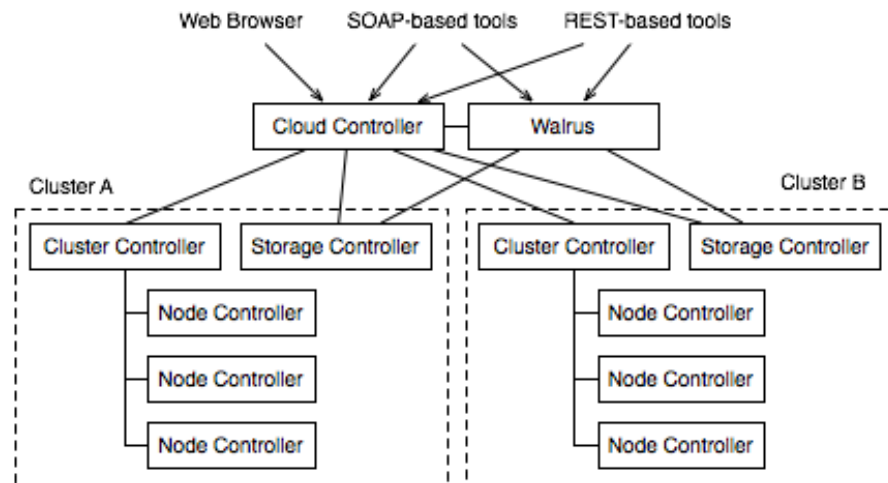 Web Browser SOAP-based tools REST-based tools
Cloud Controller Walrus
Cluster A Cluster B
Cluster Controller Storage Controller Cluster Controller Storage Controller
Node Controller Node Controller
Node Controller Node Controller
Node Controller Node Controller